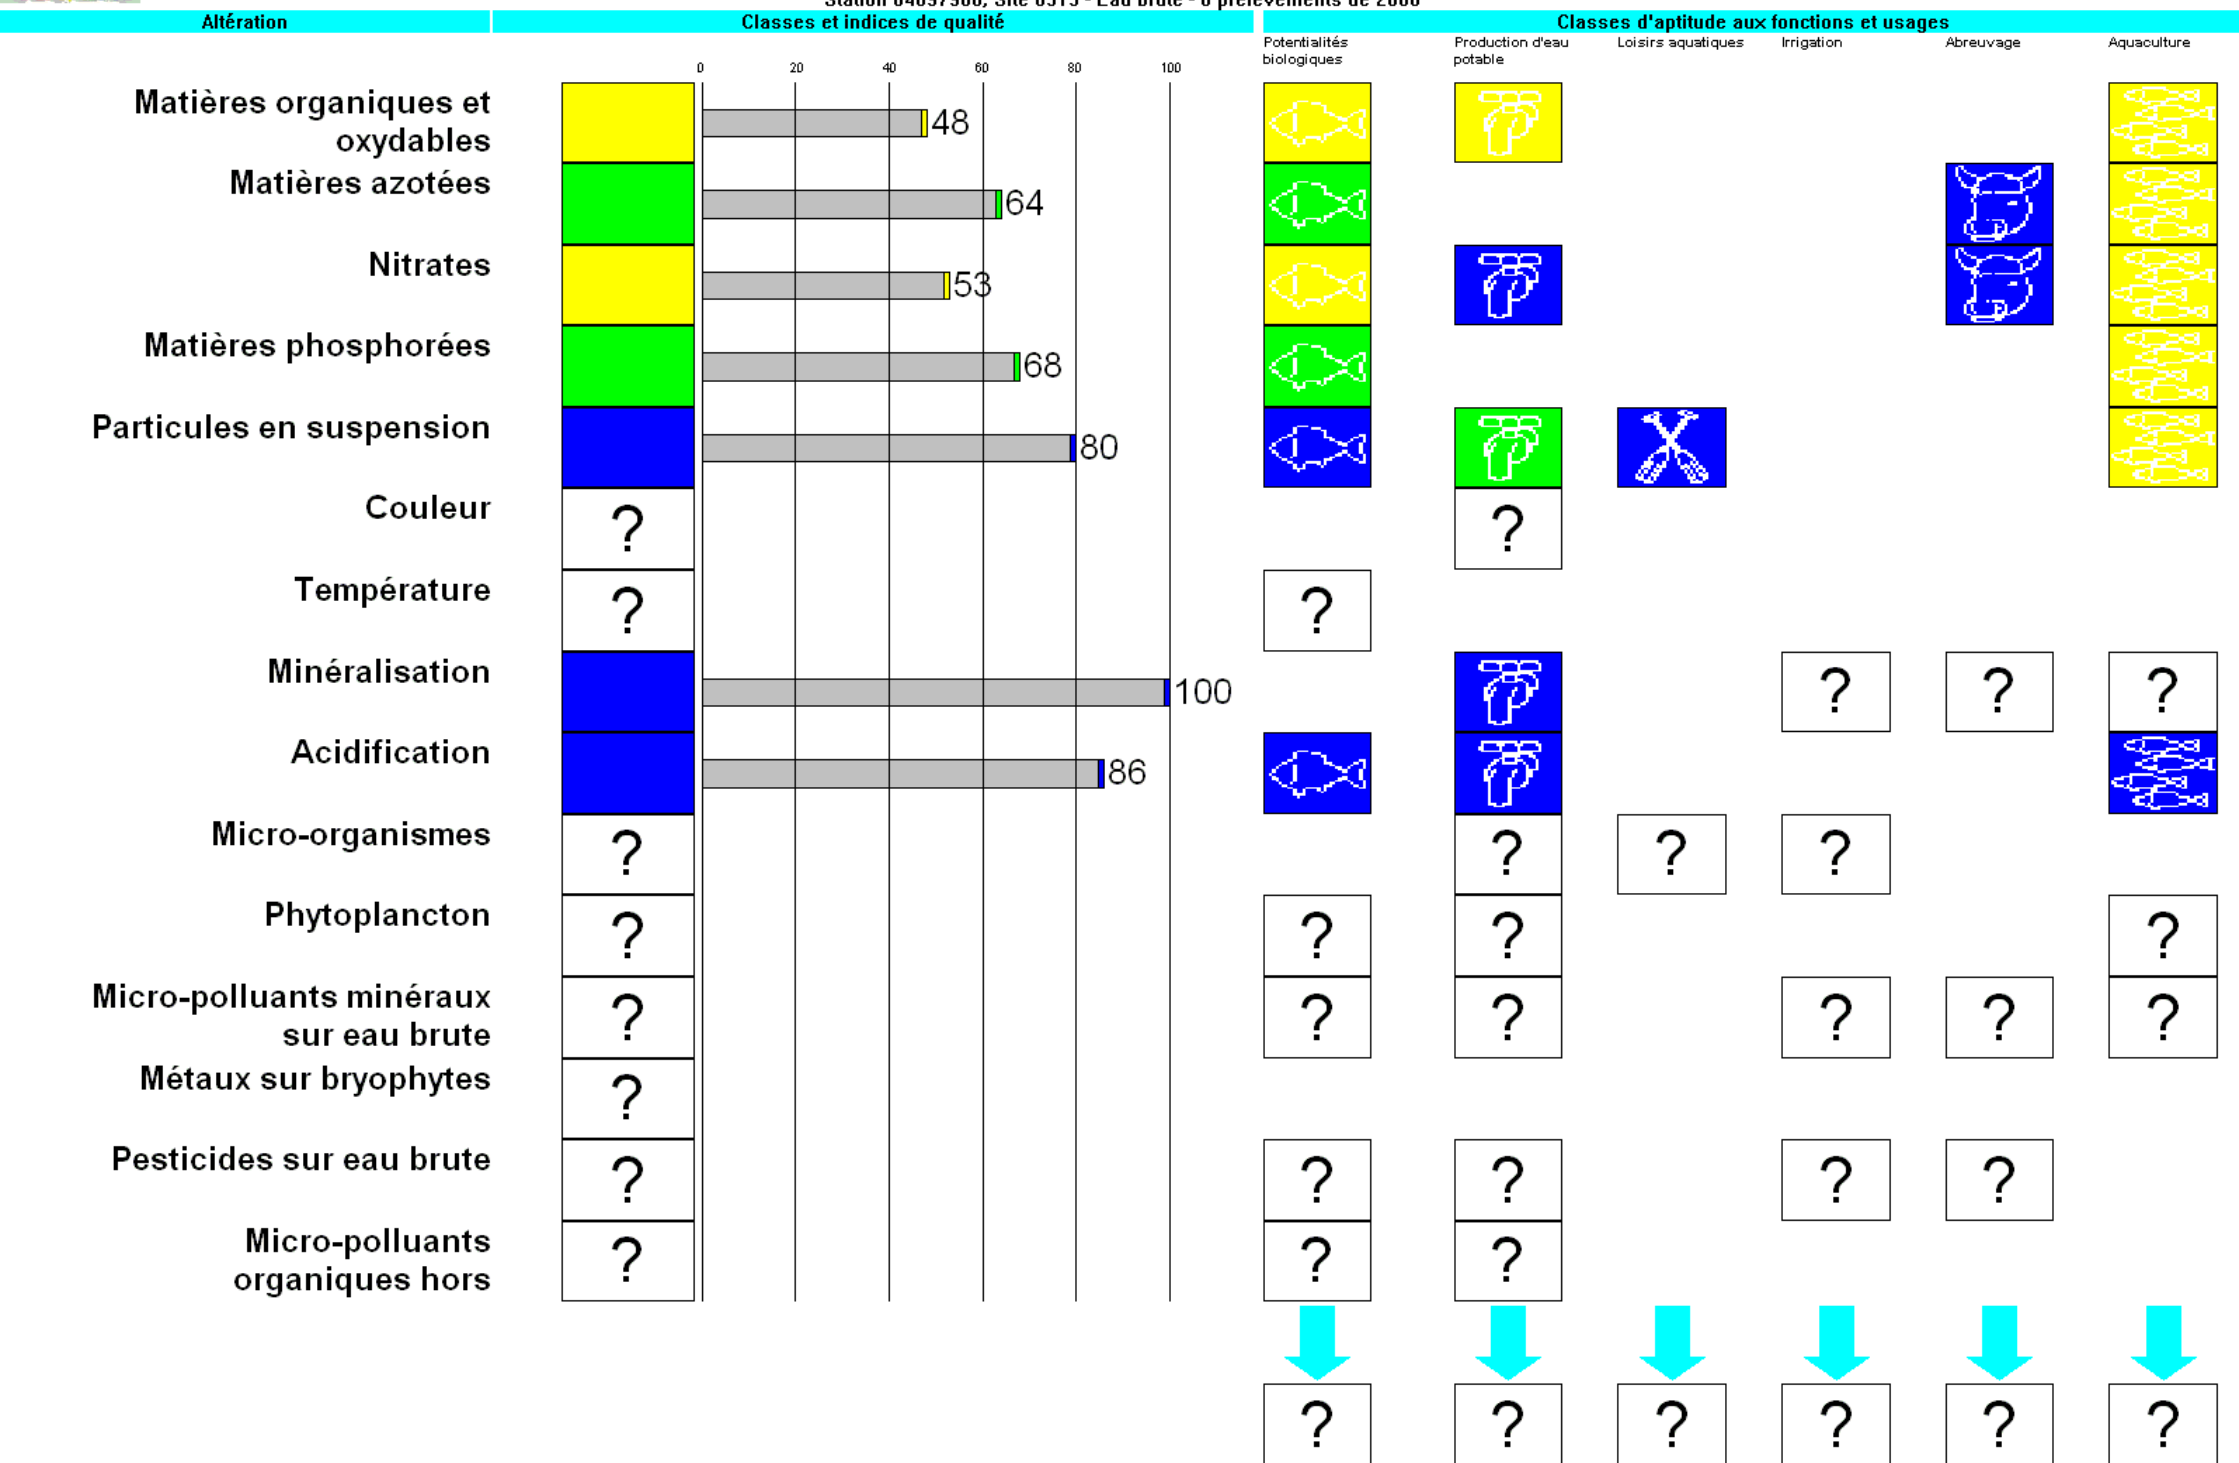 Altération Classes et indices de qualité Classes d'aptitude aux fonctions et usages
Potentialités biologiques
Production d'eau potable
Loisirs aquatiques
Irrigation
Abreuvage
Aquaculture
0 20 40 60 80 100
Matières organiques et
oxydables
48
Matières azotées
64
Nitrates
53
Matières phosphorées
68
Particules en suspension
80
Couleur
? ?
Température
? ?
Minéralisation
100 ? ? ?
Acidification
86
Micro-organismes
? ? ? ?
Phytoplancton
? ? ? ?
Micro-polluants minéraux
sur eau brute
? ? ? ? ? ?
Métaux sur bryophytes
?
Pesticides sur eau brute
? ? ? ? ?
Micro-polluants
organiques hors
? ? ?
? ? ? ? ? ?